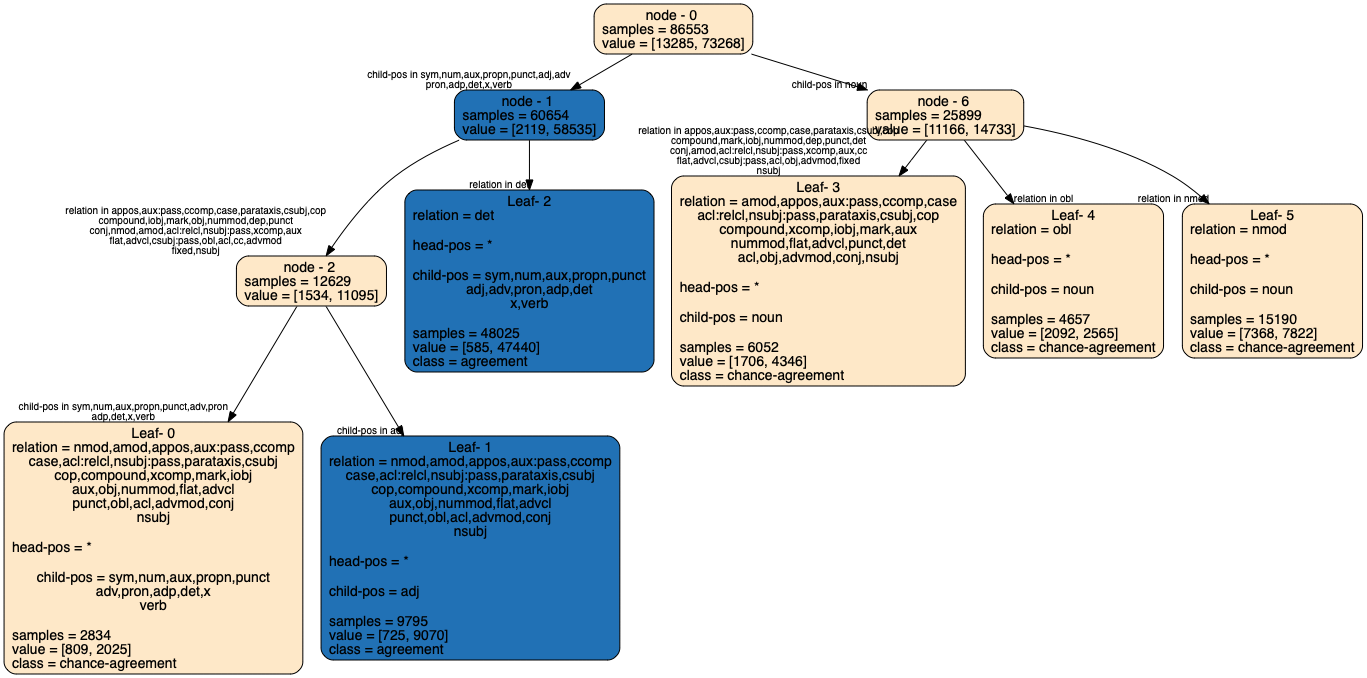 node - 0
samples = 86553
value = [13285, 73268]
child-pos in sym,num,aux,propn,punct,adj,adv
pron,adp,det,x,verb
child-pos in noun
node - 1
samples = 60654
value = [2119, 58535]
node - 6
samples = 25899
value = [11166, 14733]
relation in appos,aux:pass,ccomp,case,parataxis,csubj,cop
compound,mark,iobj,nummod,dep,punct,det
conj,amod,acl:relcl,nsubj:pass,xcomp,aux,cc
flat,advcl,csubj:pass,acl,obj,advmod,fixed
nsubj
relation in det
relation in obl
relation in nmod
relation in appos,aux:pass,ccomp,case,parataxis,csubj,cop
compound,iobj,mark,obj,nummod,dep,punct
conj,nmod,amod,acl:relcl,nsubj:pass,xcomp,aux
flat,advcl,csubj:pass,obl,acl,cc,advmod
fixed,nsubj
Leaf- 2
relation = det
head-pos = *
child-pos = sym,num,aux,propn,punct
adj,adv,pron,adp,det
x,verb
samples = 48025
value = [585, 47440]
class = agreement
Leaf- 3
relation = amod,appos,aux:pass,ccomp,case
acl:relcl,nsubj:pass,parataxis,csubj,cop
compound,xcomp,iobj,mark,aux
nummod,flat,advcl,punct,det
acl,obj,advmod,conj,nsubj
head-pos = *
child-pos = noun
samples = 6052
value = [1706, 4346]
class = chance-agreement
Leaf- 4
relation = obl
head-pos = *
child-pos = noun
samples = 4657
value = [2092, 2565]
class = chance-agreement
Leaf- 5
relation = nmod
head-pos = *
child-pos = noun
samples = 15190
value = [7368, 7822]
class = chance-agreement
node - 2
samples = 12629
value = [1534, 11095]
child-pos in sym,num,aux,propn,punct,adv,pron
adp,det,x,verb
child-pos in adj
Leaf- 0
relation = nmod,amod,appos,aux:pass,ccomp
case,acl:relcl,nsubj:pass,parataxis,csubj
cop,compound,xcomp,mark,iobj
aux,obj,nummod,flat,advcl
punct,obl,acl,advmod,conj
nsubj
head-pos = *
child-pos = sym,num,aux,propn,punct
adv,pron,adp,det,x
verb
samples = 2834
value = [809, 2025]
class = chance-agreement
Leaf- 1
relation = nmod,amod,appos,aux:pass,ccomp
case,acl:relcl,nsubj:pass,parataxis,csubj
cop,compound,xcomp,mark,iobj
aux,obj,nummod,flat,advcl
punct,obl,acl,advmod,conj
nsubj
head-pos = *
child-pos = adj
samples = 9795
value = [725, 9070]
class = agreement